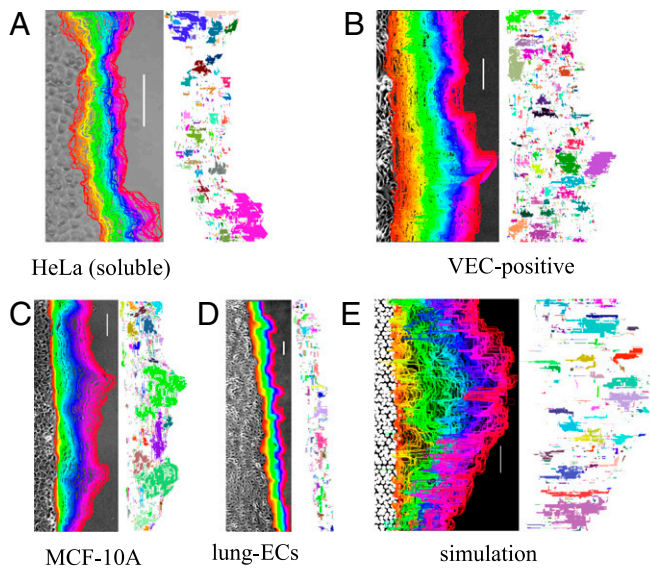 A
B
HeLa (soluble)
VEC-positive
C
D
E
MCF-10A
lung-ECs
simulation